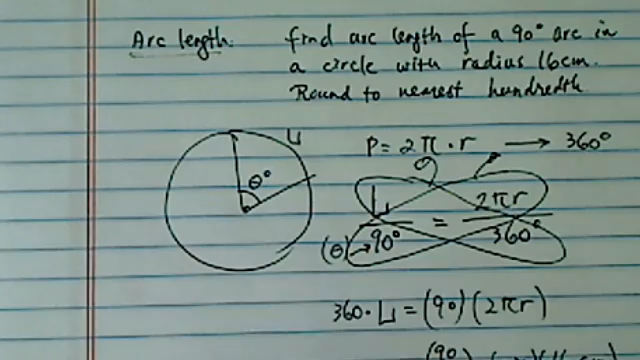 Arc length. find arc length of a 90° arc in
a circle with radius 16cm.
Round to nearest hundredth
L
θ°
P = 2π · r → 360°
L/90° = 2πr/360°
(θ) →
360 · L = (90)(2πr)
(90)